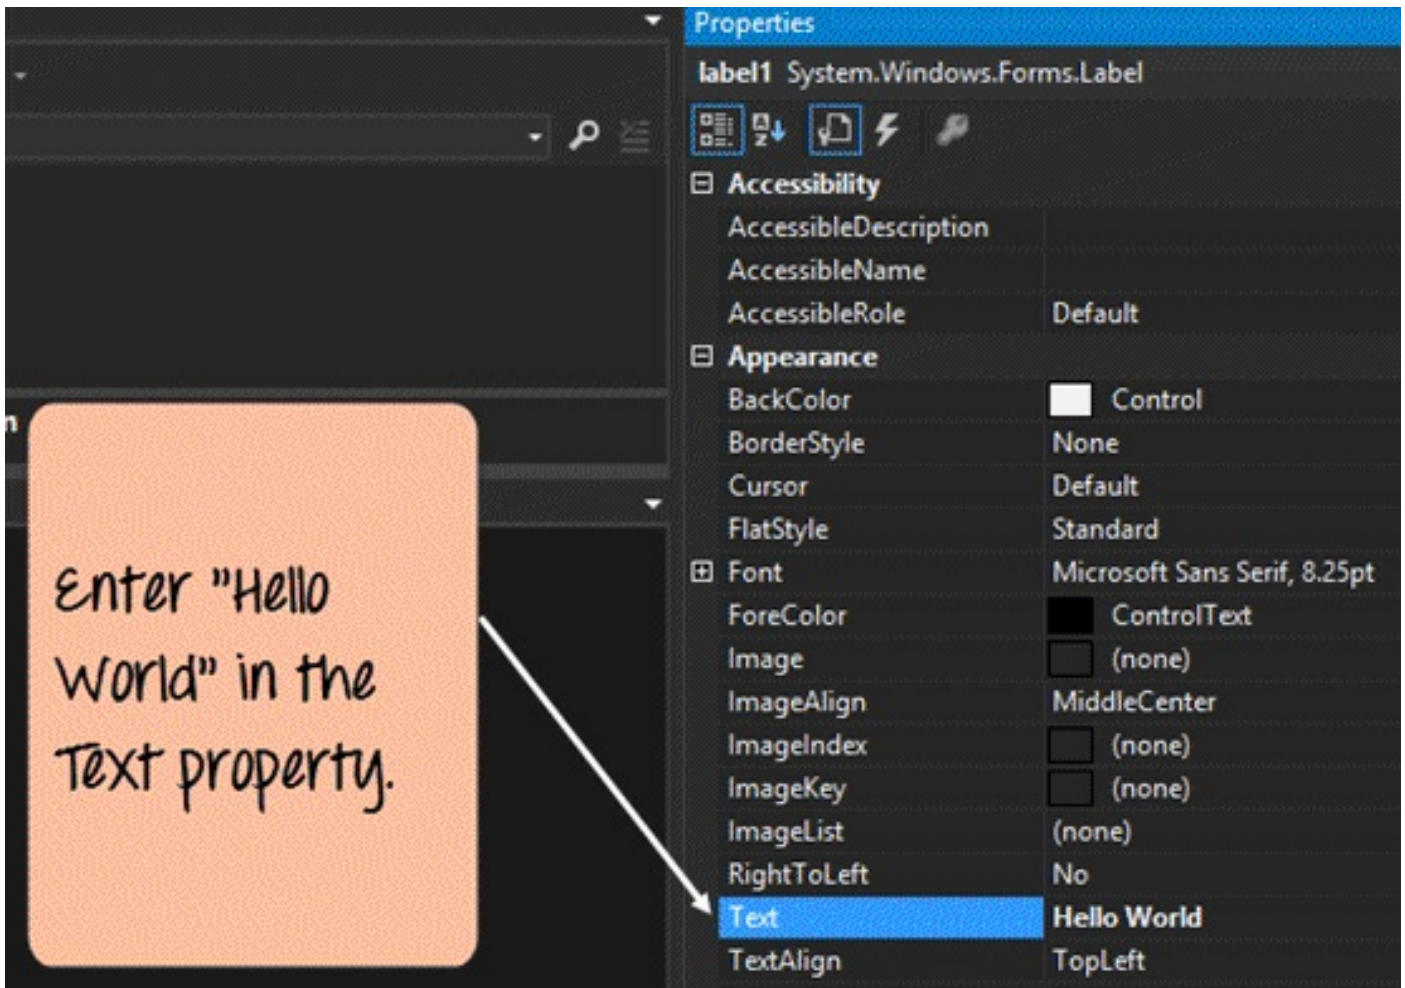 Properties
label1 System.Windows.Forms.Label
Accessibility
AccessibleDescription
AccessibleName
AccessibleRole Default
Appearance
BackColor Control
BorderStyle None
Cursor Default
FlatStyle Standard
Font Microsoft Sans Serif, 8.25pt
ForeColor ControlText
Image (none)
ImageAlign MiddleCenter
ImageIndex (none)
ImageKey (none)
ImageList (none)
RightToLeft No
Text Hello World
TextAlign TopLeft
n
Enter "Hello
World" in the
Text property.